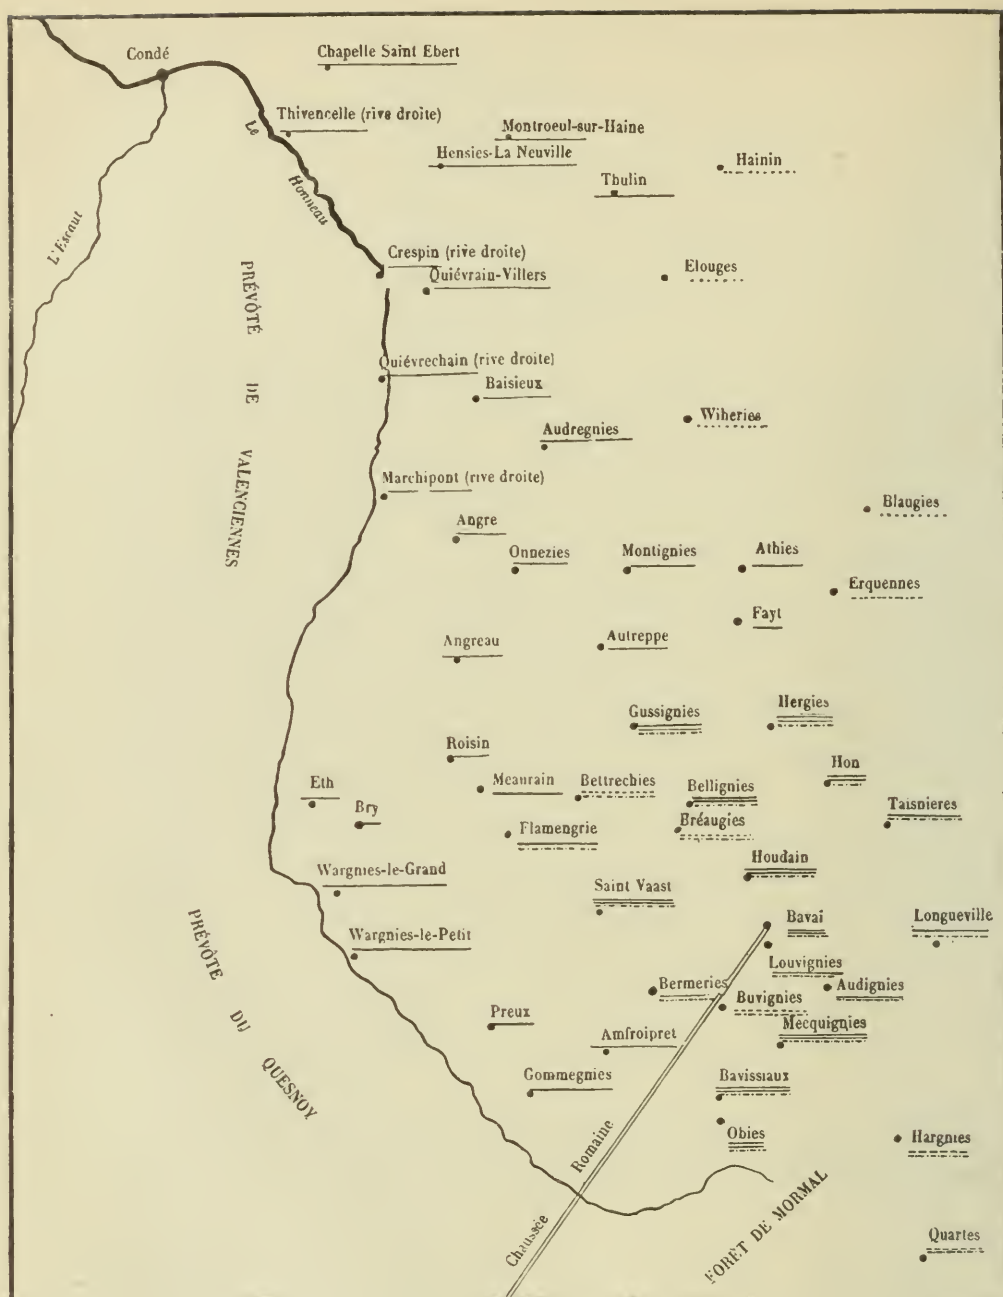 Condé
Chapelle Saint Ebert
Thivencelle (rive droite)
Montroeul-sur-Haine
Hensies-La Neuville
Hainin
Thulin
Le Honneau
L'Escaut
Crespin (rive droite)
Quiévrain-Villers
Elouges
PRÉVÔTÉ DE VALENCIENNES
Quiévrechain (rive droite)
Baisieux
Wiheries
Audregnies
Marchipont (rive droite)
Blaugies
Angre
Onnezies
Montignies
Athies
Erquennes
Fayt
Angreau
Autreppe
Gussignies
Hergies
Roisin
Hon
Eth
Meaurain
Bettrechies
Bellignies
Bry
Taisnieres
Flamengrie
Bréaugies
Houdain
Wargnies-le-Grand
Saint Vaast
Bavai
Longueville
PRÉVÔTE DU QUESNOY
Wargnies-le-Petit
Louvignies
Bermeries
Audignies
Buvignies
Preux
Mecquignies
Amfroipret
Gommegnies
Bavissiaux
Obies
Hargnies
Chaussée Romaine
FORÊT DE MORMAL
Quartes